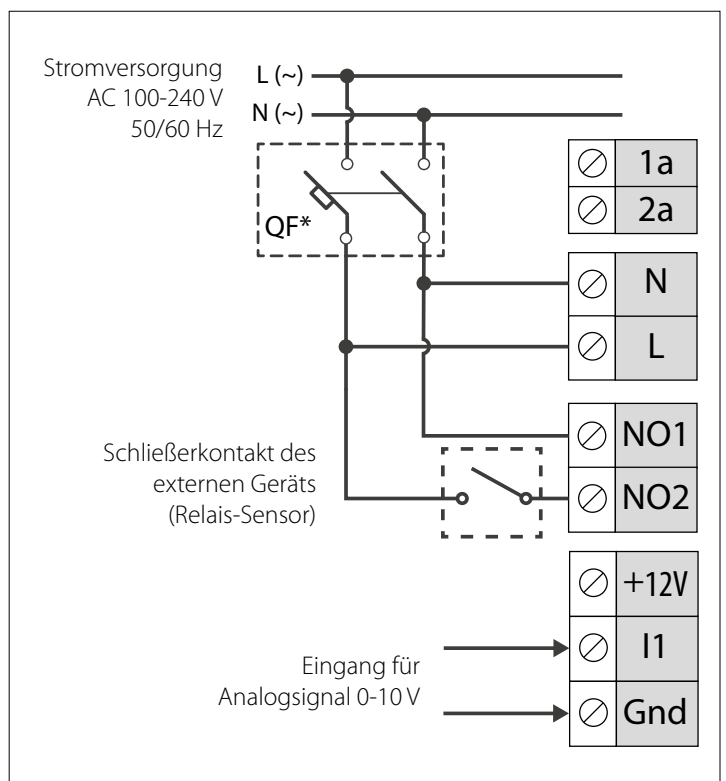 Stromversorgung
AC 100-240 V
50/60 Hz
L (~)
N (~)
QF*
1a
2a
N
L
NO1
NO2
Schließerkontakt des
externen Geräts
(Relais-Sensor)
+12V
I1
Gnd
Eingang für
Analogsignal 0-10 V